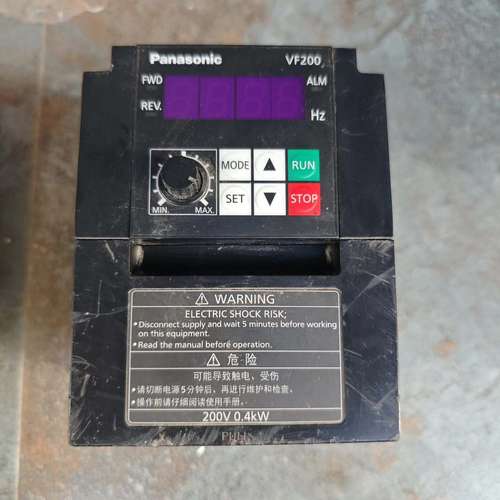 Panasonic VF200
FWD ALM
REV. Hz
MODE ▲ RUN
SET ▼ STOP
MIN. MAX.
⚠ WARNING
ELECTRIC SHOCK RISK;
• Disconnect supply and wait 5 minutes before working
on this equipment.
• Read the manual before operation.
⚠ 危·险
可能导致触电、受伤
• 请切断电源5分钟后，再进行维护和检查。
• 操作前请仔细阅读使用手册。
200V 0.4kW
PULL